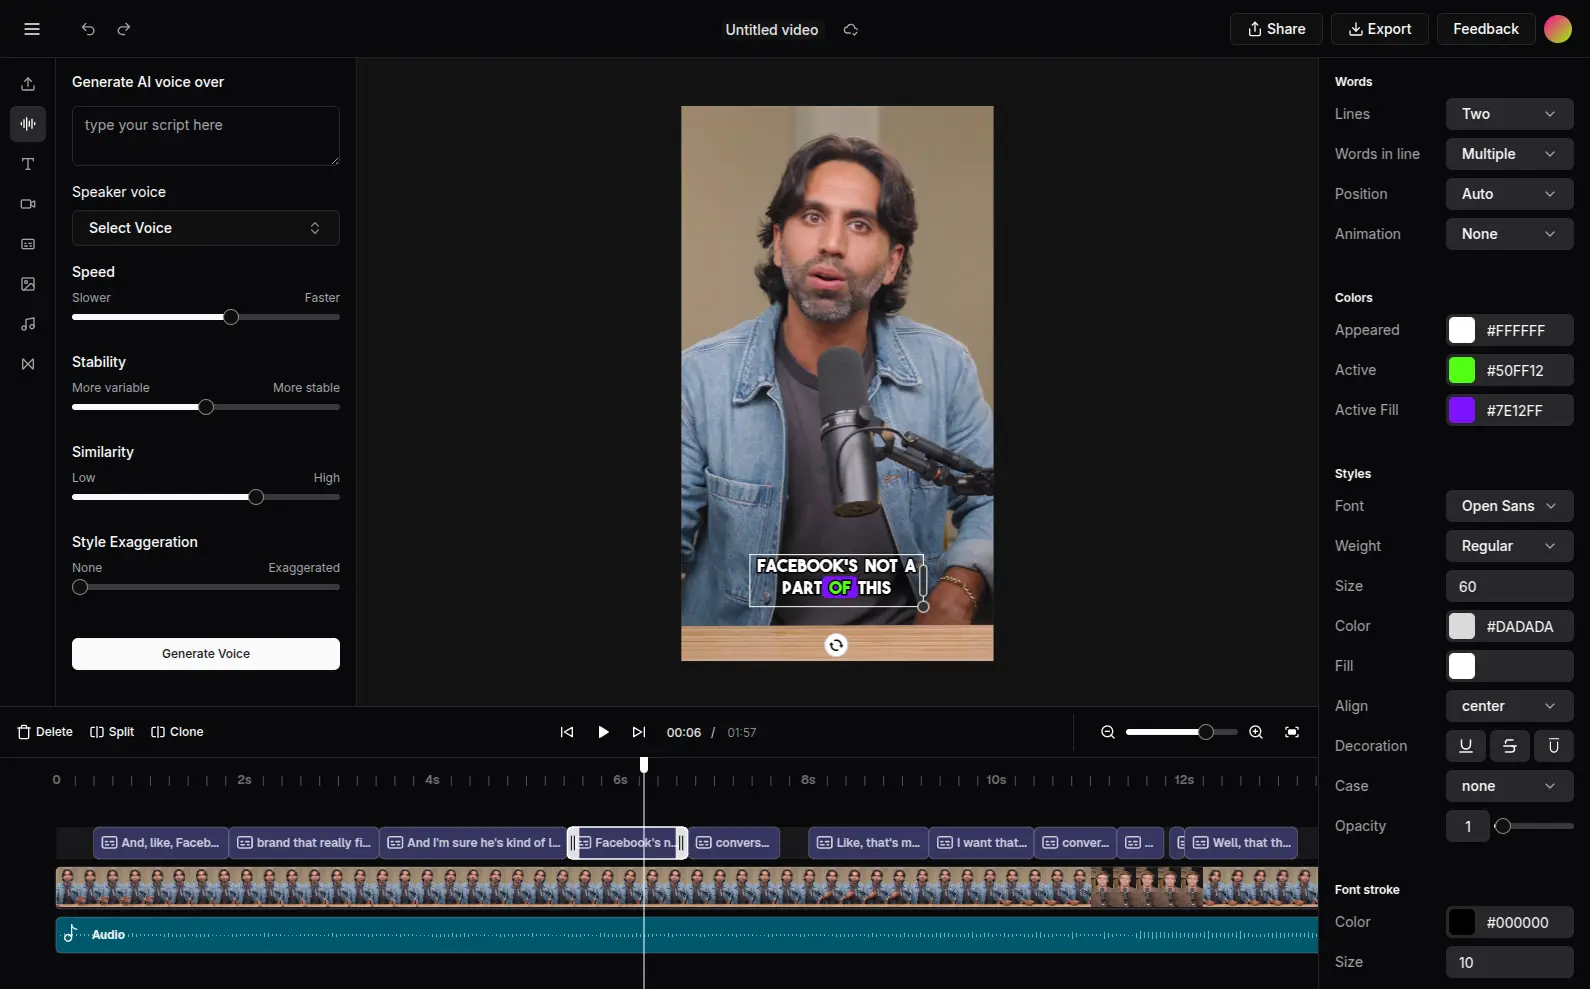 Untitled video
Share
Export
Feedback
Generate AI voice over
type your script here
Speaker voice
Select Voice
Speed
Slower Faster
Stability
More variable More stable
Similarity
Low High
Style Exaggeration
None Exaggerated
Generate Voice
FACEBOOK'S NOT A
PART OF THIS
Words
Lines Two
Words in line Multiple
Position Auto
Animation None
Colors
Appeared #FFFFFF
Active #50FF12
Active Fill #7E12FF
Styles
Font Open Sans
Weight Regular
Size 60
Color #DADADA
Fill
Align center
Decoration
Case none
Opacity 1
Font stroke
Color #000000
Size 10
Delete Split Clone
00:06 / 01:57
0 2s 4s 6s 8s 10s 12s
And, like, Faceb... brand that really fi... And I'm sure he's kind of l... Facebook's n... convers... Like, that's m... I want that... conver... ... Well, that th...
Audio